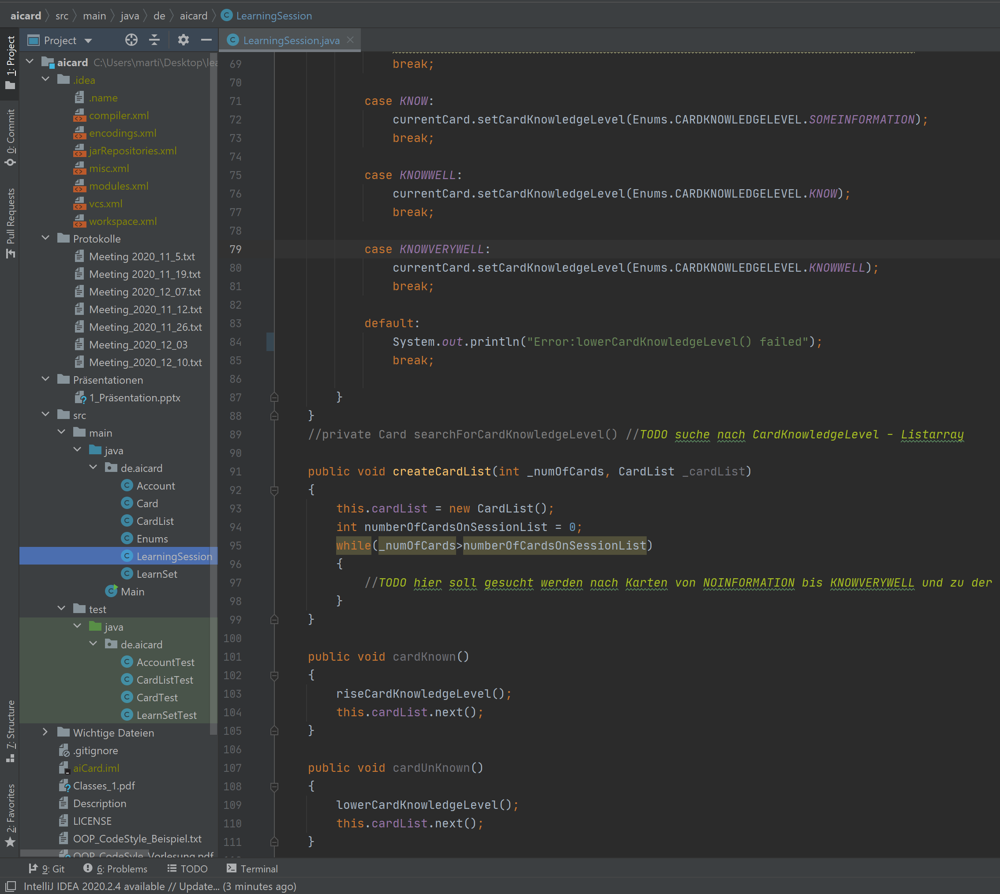 aicard src main java de aicard LearningSession
Project
LearningSession.java
1: Project
0: Commit
Pull Requests
7: Structure
2: Favorites
aicard C:\Users\marti\Desktop\lea
.idea
.name
compiler.xml
encodings.xml
jarRepositories.xml
misc.xml
modules.xml
vcs.xml
workspace.xml
Protokolle
Meeting 2020_11_5.txt
Meeting 2020_11_19.txt
Meeting 2020_12_07.txt
Meeting_2020_11_12.txt
Meeting_2020_11_26.txt
Meeting_2020_12_03
Meeting_2020_12_10.txt
Präsentationen
1_Präsentation.pptx
src
main
java
de.aicard
Account
Card
CardList
Enums
LearningSession
LearnSet
Main
test
java
de.aicard
AccountTest
CardListTest
CardTest
LearnSetTest
Wichtige Dateien
.gitignore
aiCard.iml
Classes_1.pdf
Description
LICENSE
OOP_CodeStyle_Beispiel.txt
OOP_CodeSyle_Vorlesung.pdf
69 break;
70
71 case KNOW:
72 currentCard.setCardKnowledgeLevel(Enums.CARDKNOWLEDGELEVEL.SOMEINFORMATION);
73 break;
74
75 case KNOWWELL:
76 currentCard.setCardKnowledgeLevel(Enums.CARDKNOWLEDGELEVEL.KNOW);
77 break;
78
79 case KNOWVERYWELL:
80 currentCard.setCardKnowledgeLevel(Enums.CARDKNOWLEDGELEVEL.KNOWWELL);
81 break;
82
83 default:
84 System.out.println("Error:lowerCardKnowledgeLevel() failed");
85 break;
86
87 }
88 }
89 //private Card searchForCardKnowledgeLevel() //TODO suche nach CardKnowledgeLevel - Listarray
90
91 public void createCardList(int _numOfCards, CardList _cardList)
92 {
93 this.cardList = new CardList();
94 int numberOfCardsOnSessionList = 0;
95 while(_numOfCards>numberOfCardsOnSessionList)
96 {
97 //TODO hier soll gesucht werden nach Karten von NOINFORMATION bis KNOWVERYWELL und zu der
98 }
99 }
100
101 public void cardKnown()
102 {
103 riseCardKnowledgeLevel();
104 this.cardList.next();
105 }
106
107 public void cardUnKnown()
108 {
109 lowerCardKnowledgeLevel();
110 this.cardList.next();
111 }
9: Git 6: Problems TODO Terminal
IntelliJ IDEA 2020.2.4 available // Update... (3 minutes ago)